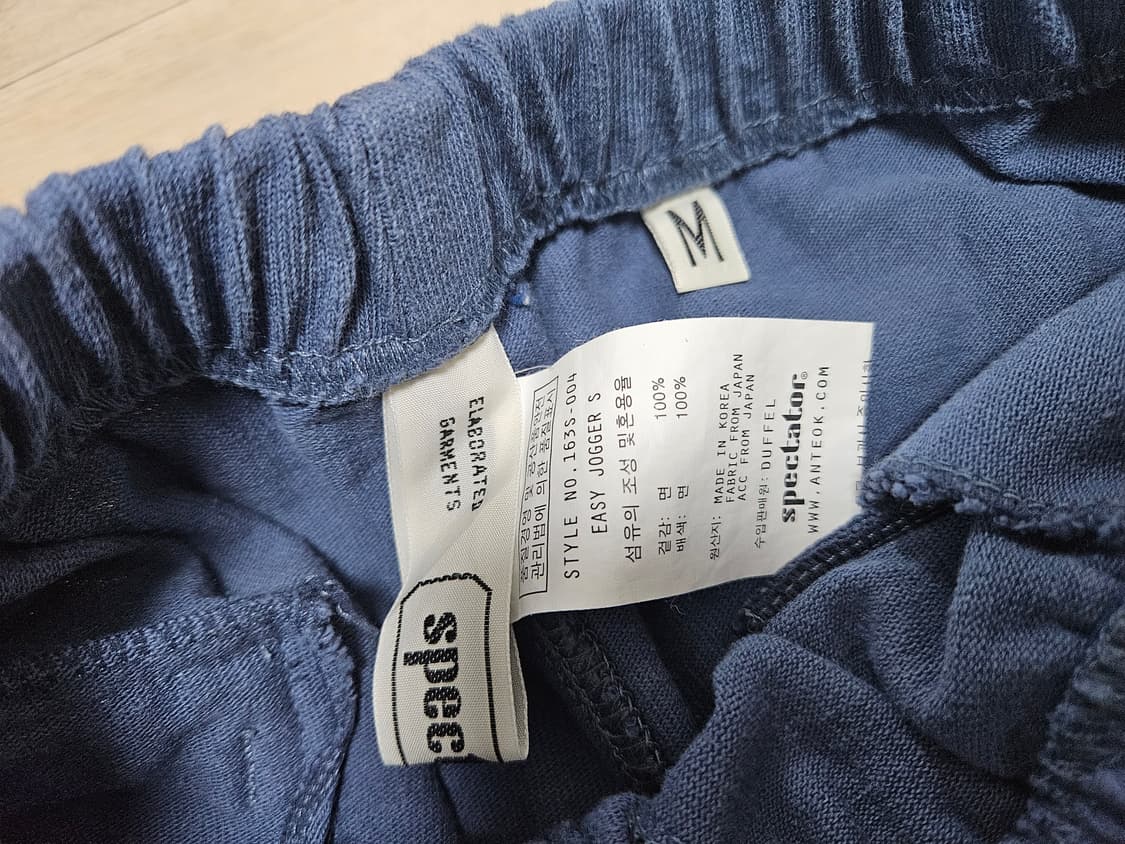 M
ELABORATED
GARMENTS
spec
품질경영 및 공산품안전
관리법에 의한 품질표시
STYLE NO.163S-004
EASY JOGGER S
섬유의 조성 및혼용율
겉감: 면 100%
배색: 면 100%
원산지: MADE IN KOREA
FABRIC FROM JAPAN
ACC FROM JAPAN
수입판매원:DUFFEL
spectator®
WWW.ANTEOK.COM